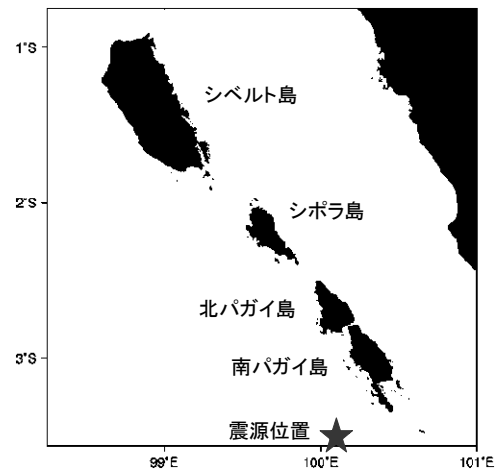 1°S
シベルト島
2°S
シポラ島
北パガイ島
3°S
南パガイ島
震源位置
99°E
100°E
101°E